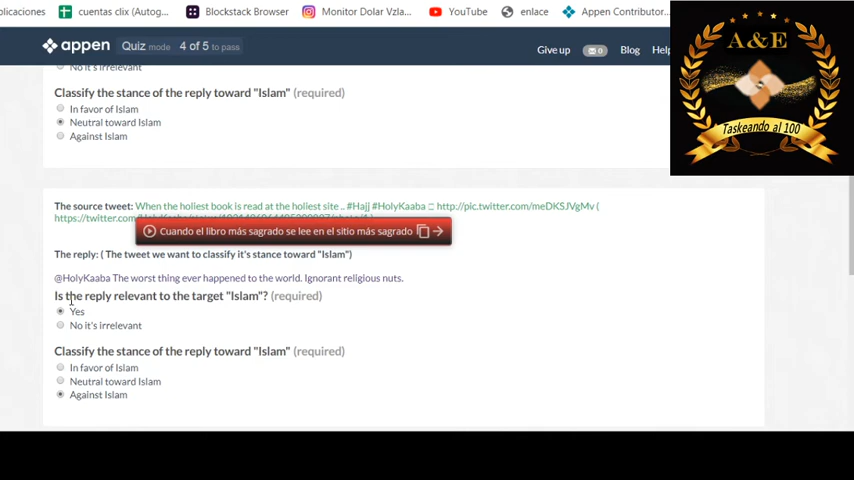 plicaciones cuentas clix (Autog... Blockstack Browser Monitor Dolar Vzla... YouTube enlace Appen Contributor...
appen Quiz mode 4 of 5 to pass Give up 0 Blog Help
A&E
Taskeando al 100
No it's irrelevant
Classify the stance of the reply toward "Islam" (required)
In favor of Islam
Neutral toward Islam
Against Islam
The source tweet: When the holiest book is read at the holiest site .. #Hajj #HolyKaaba □ http://pic.twitter.com/meDKSJVgMv (
https://twitter.com
Cuando el libro más sagrado se lee en el sitio más sagrado
The reply: ( The tweet we want to classify it's stance toward "Islam")
@HolyKaaba The worst thing ever happened to the world. Ignorant religious nuts.
Is the reply relevant to the target "Islam"? (required)
Yes
No it's irrelevant
Classify the stance of the reply toward "Islam" (required)
In favor of Islam
Neutral toward Islam
Against Islam